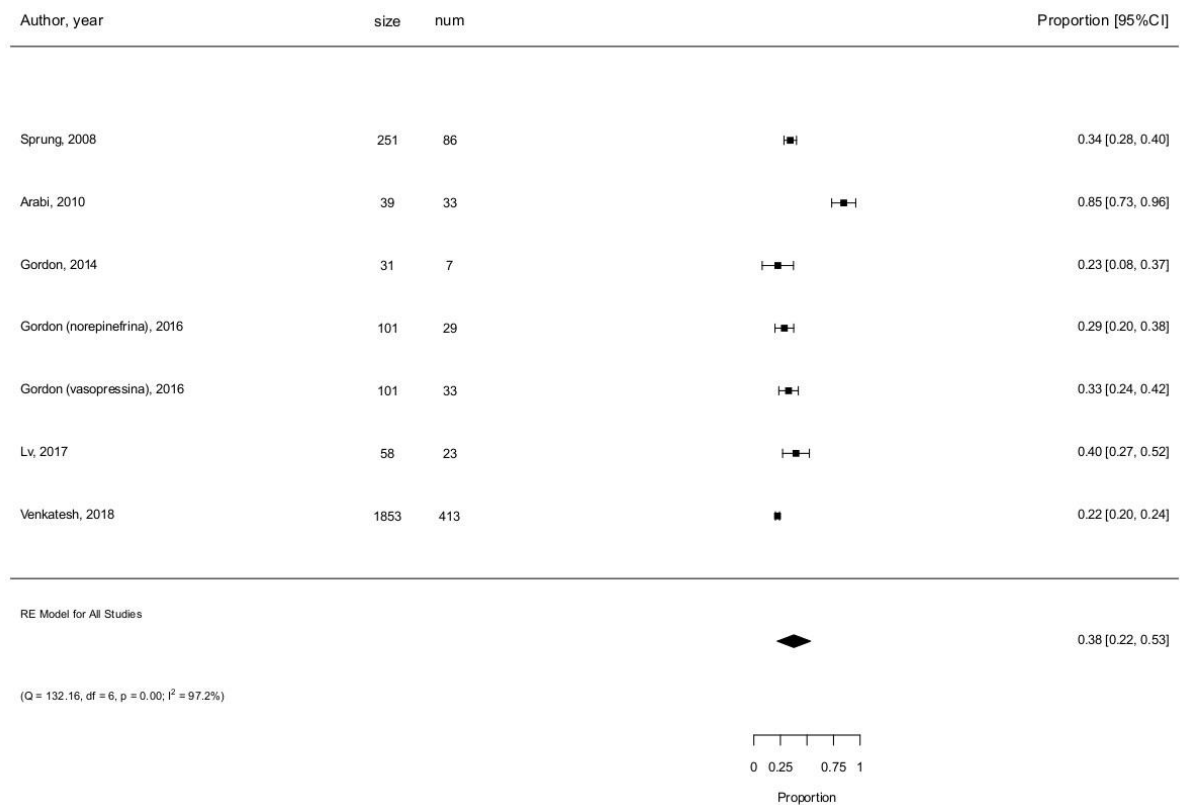 Author, year size num Proportion [95%CI]
Sprung, 2008 251 86 0.34 [0.28, 0.40]
Arabi, 2010 39 33 0.85 [0.73, 0.96]
Gordon, 2014 31 7 0.23 [0.08, 0.37]
Gordon (norepinefrina), 2016 101 29 0.29 [0.20, 0.38]
Gordon (vasopressina), 2016 101 33 0.33 [0.24, 0.42]
Lv, 2017 58 23 0.40 [0.27, 0.52]
Venkatesh, 2018 1853 413 0.22 [0.20, 0.24]
RE Model for All Studies
0.38 [0.22, 0.53]
(Q = 132.16, df = 6, p = 0.00; I² = 97.2%)
0 0.25 0.75 1
Proportion